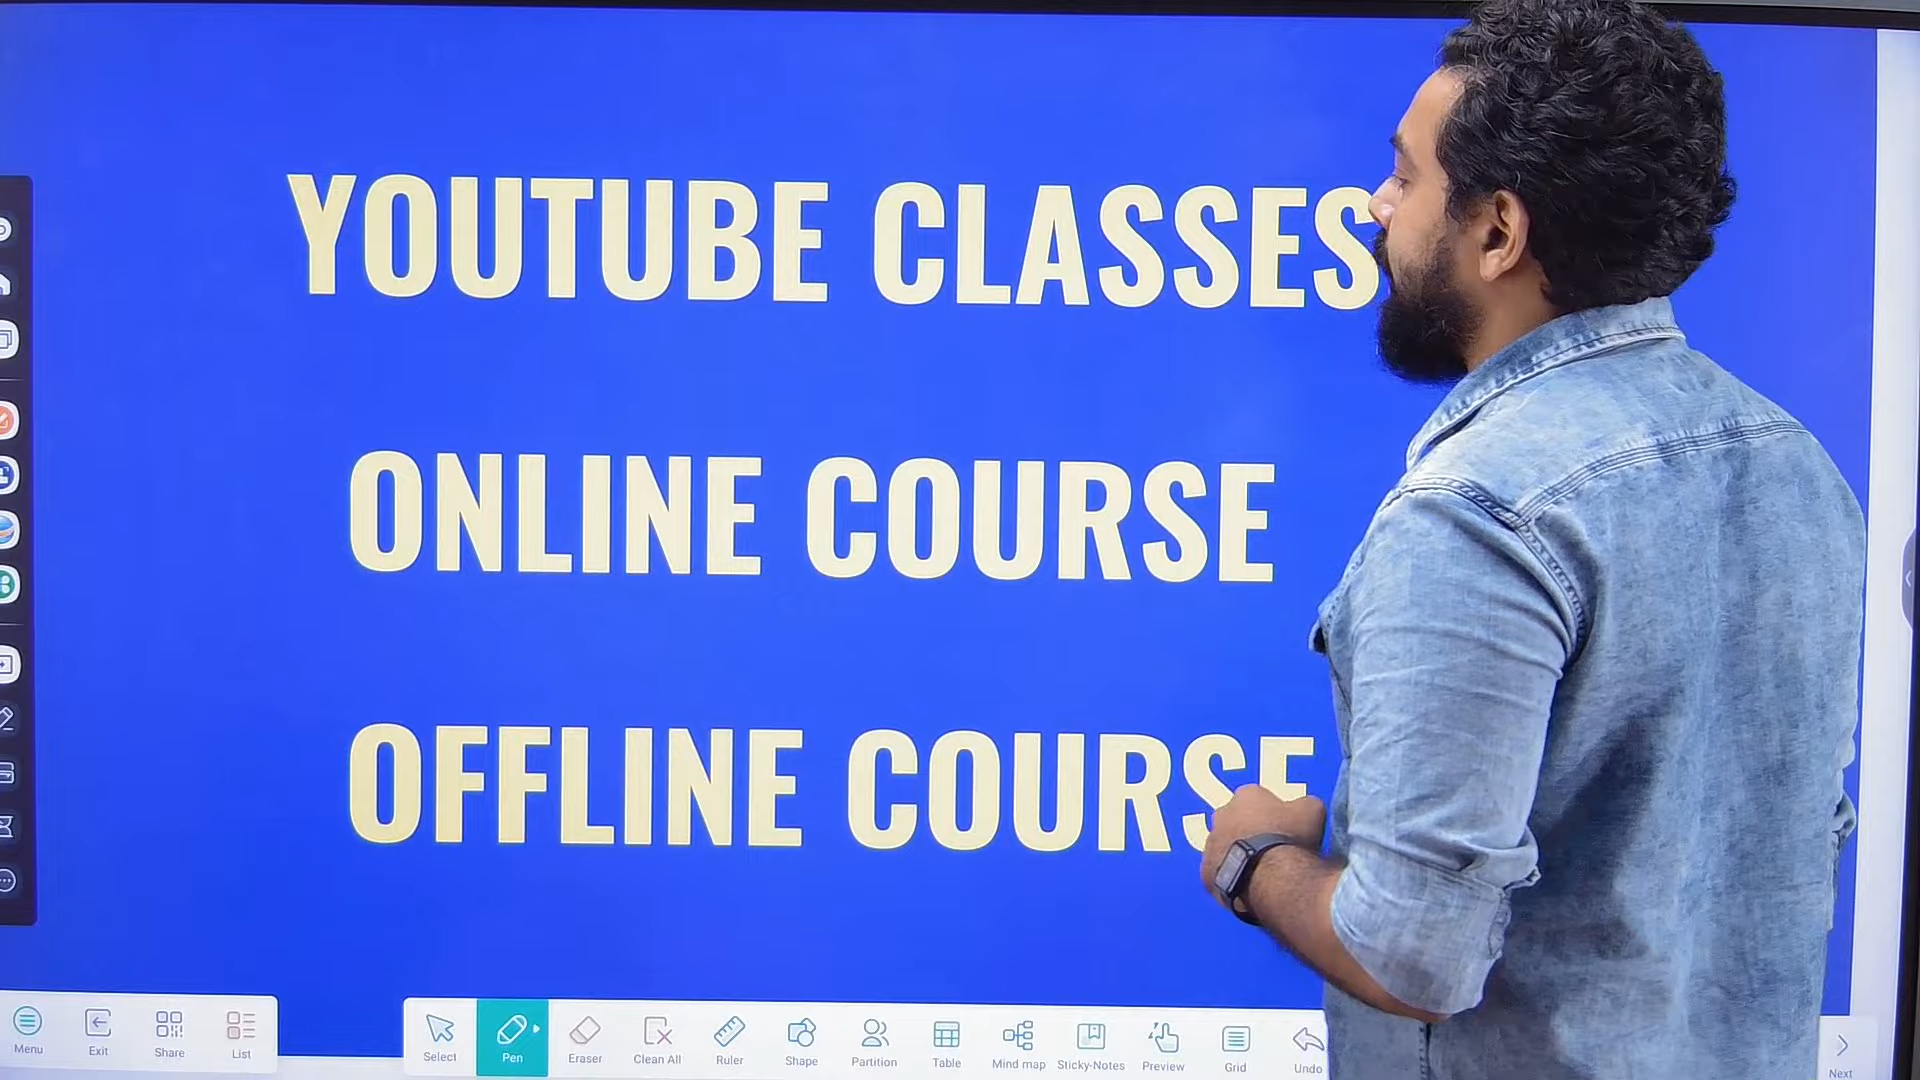 YOUTUBE CLASSES
ONLINE COURSE
OFFLINE COURSE
Menu Exit Share List Select Pen Eraser Clean All Ruler Shape Partition Table Mind map Sticky-Notes Preview Grid Undo Next